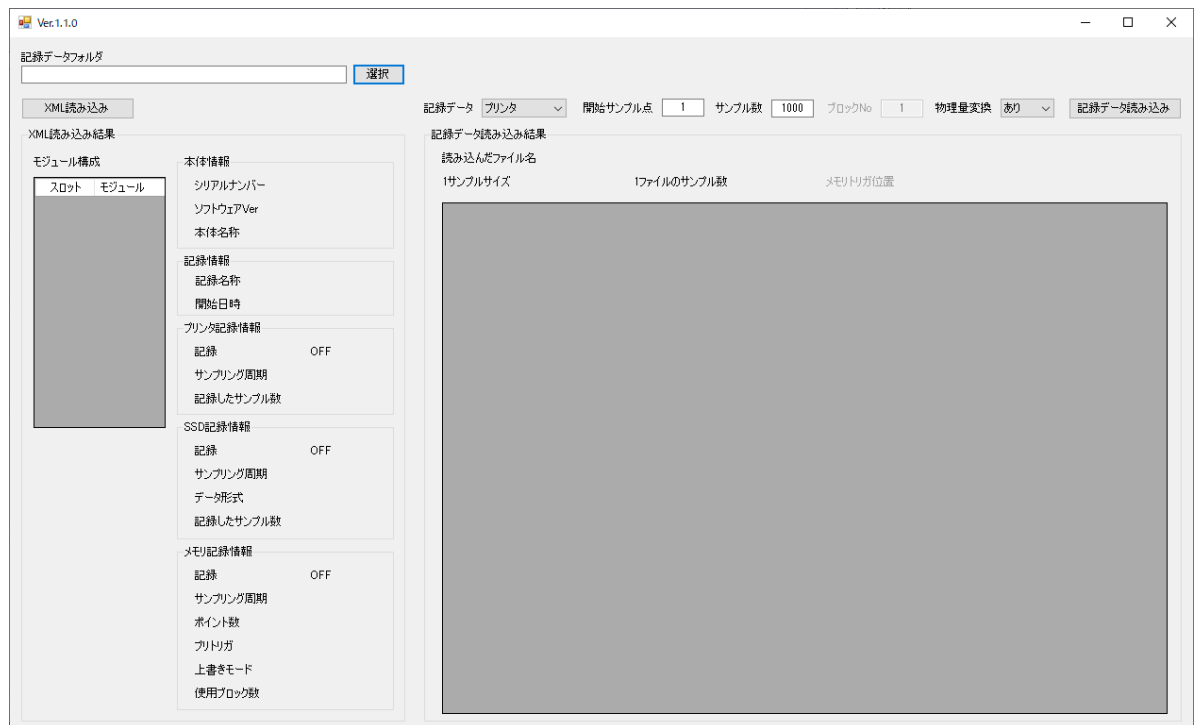 Ver.1.1.0
記録データフォルダ
選択
XML読み込み
記録データ プリンタ 開始サンプル点 1 サンプル数 1000 ブロックNo 1 物理量変換 あり 記録データ読み込み
XML読み込み結果
モジュール構成
スロット モジュール
本体情報
シリアルナンバー
ソフトウェアVer
本体名称
記録情報
記録名称
開始日時
プリンタ記録情報
記録 OFF
サンプリング周期
記録したサンプル数
SSD記録情報
記録 OFF
サンプリング周期
データ形式
記録したサンプル数
メモリ記録情報
記録 OFF
サンプリング周期
ポイント数
プリトリガ
上書きモード
使用ブロック数
記録データ読み込み結果
読み込んだファイル名
1サンプルサイズ 1ファイルのサンプル数 メモリトリガ位置